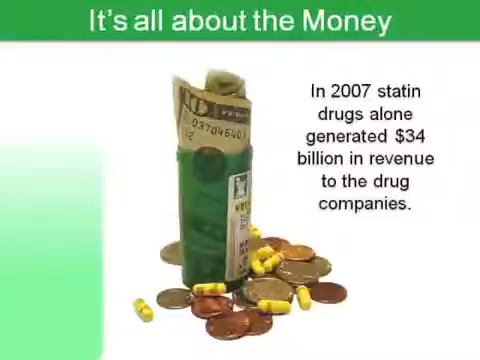 It's all about the Money
In 2007 statin
drugs alone
generated $34
billion in revenue
to the drug
companies.